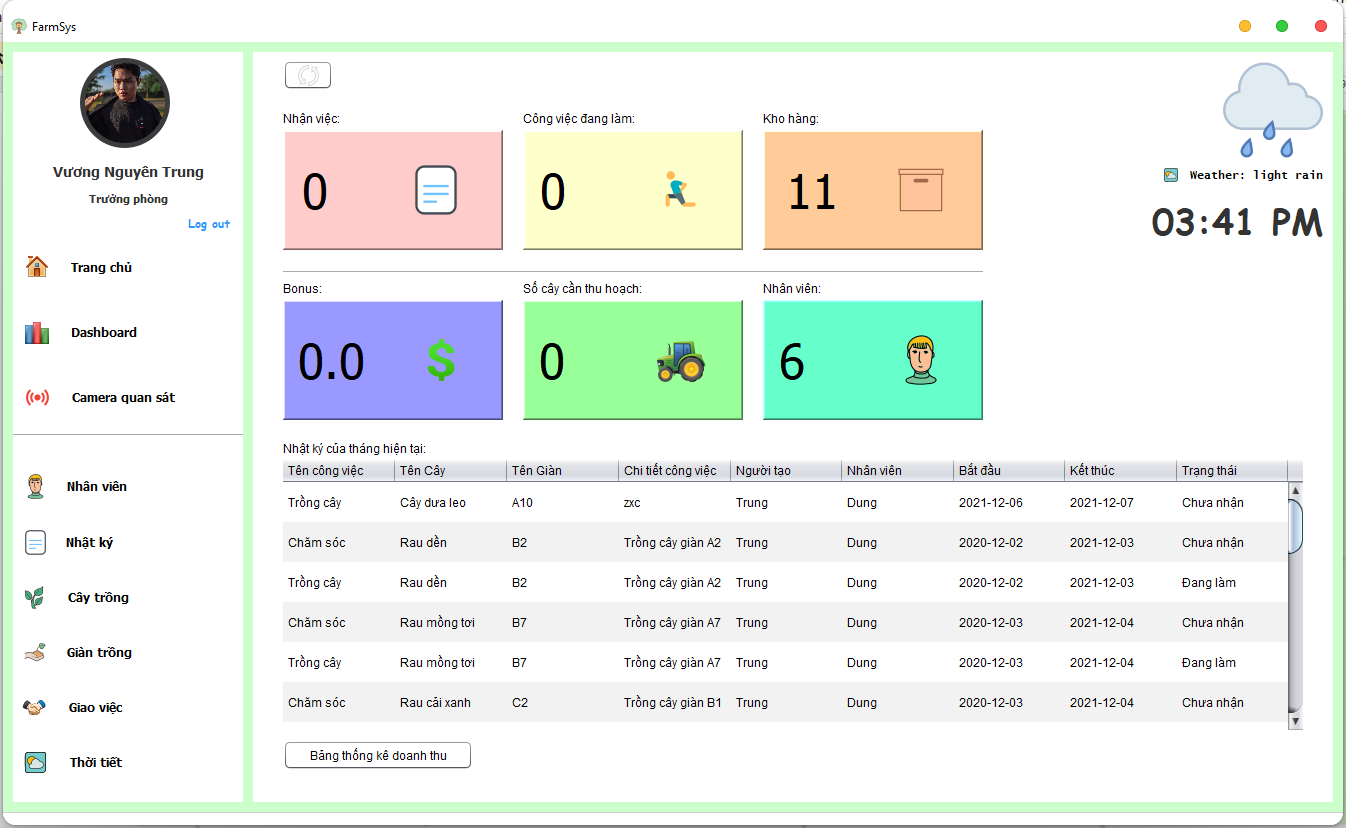 FarmSys
Vương Nguyên Trung
Trưởng phòng
Log out
Trang chủ
Dashboard
Camera quan sát
Nhân viên
Nhật ký
Cây trồng
Giàn trồng
Giao việc
Thời tiết
Nhận việc:
Công việc đang làm:
Kho hàng:
0
0
11
Weather: light rain
03:41 PM
Bonus:
Số cây cần thu hoạch:
Nhân viên:
0.0
$
0
6
Nhật ký của tháng hiện tại:
Tên công việc Tên Cây Tên Giàn Chi tiết công việc Người tạo Nhân viên Bắt đầu Kết thúc Trạng thái
Trồng cây Cây dưa leo A10 zxc Trung Dung 2021-12-06 2021-12-07 Chưa nhận
Chăm sóc Rau dền B2 Trồng cây giàn A2 Trung Dung 2020-12-02 2021-12-03 Chưa nhận
Trồng cây Rau dền B2 Trồng cây giàn A2 Trung Dung 2020-12-02 2021-12-03 Đang làm
Chăm sóc Rau mồng tơi B7 Trồng cây giàn A7 Trung Dung 2020-12-03 2021-12-04 Chưa nhận
Trồng cây Rau mồng tơi B7 Trồng cây giàn A7 Trung Dung 2020-12-03 2021-12-04 Đang làm
Chăm sóc Rau cải xanh C2 Trồng cây giàn B1 Trung Dung 2020-12-03 2021-12-04 Chưa nhận
Bảng thống kê doanh thu